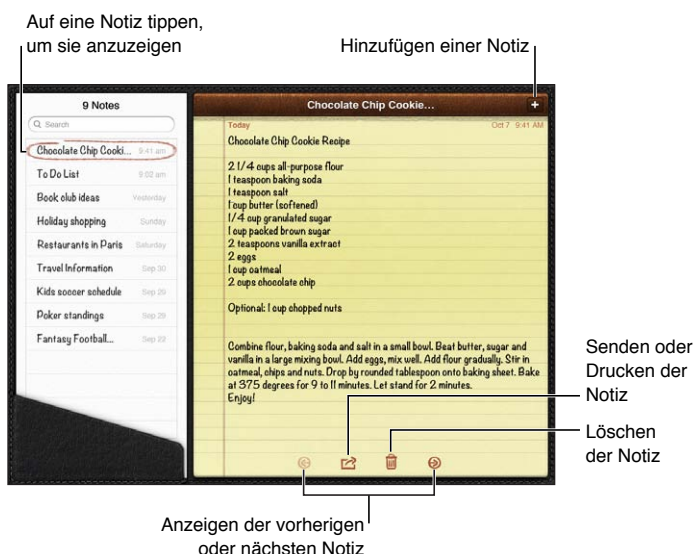 Auf eine Notiz tippen,
um sie anzuzeigen
Hinzufügen einer Notiz
9 Notes
Search
Chocolate Chip Cooki... 9:41 am
To Do List 9:02 am
Book club ideas Yesterday
Holiday shopping Sunday
Restaurants in Paris Saturday
Travel Information Sep 30
Kids soccer schedule Sep 29
Poker standings Sep 29
Fantasy Football... Sep 23
Chocolate Chip Cookie...
+
Today Oct 7 9:41 AM
Chocolate Chip Cookie Recipe
2 1/4 cups all-purpose flour
1 teaspoon baking soda
1 teaspoon salt
1 cup butter (softened)
1/4 cup granulated sugar
1 cup packed brown sugar
2 teaspoons vanilla extract
2 eggs
1 cup oatmeal
2 cups chocolate chip
Optional: 1 cup chopped nuts
Combine flour, baking soda and salt in a small bowl. Beat butter, sugar and
vanilla in a large mixing bowl. Add eggs, mix well. Add flour gradually. Stir in
oatmeal, chips and nuts. Drop by rounded tablespoon onto baking sheet. Bake
at 375 degrees for 9 to 11 minutes. Let stand for 2 minutes.
Enjoy!
Senden oder
Drucken der
Notiz
Löschen
der Notiz
Anzeigen der vorherigen
oder nächsten Notiz